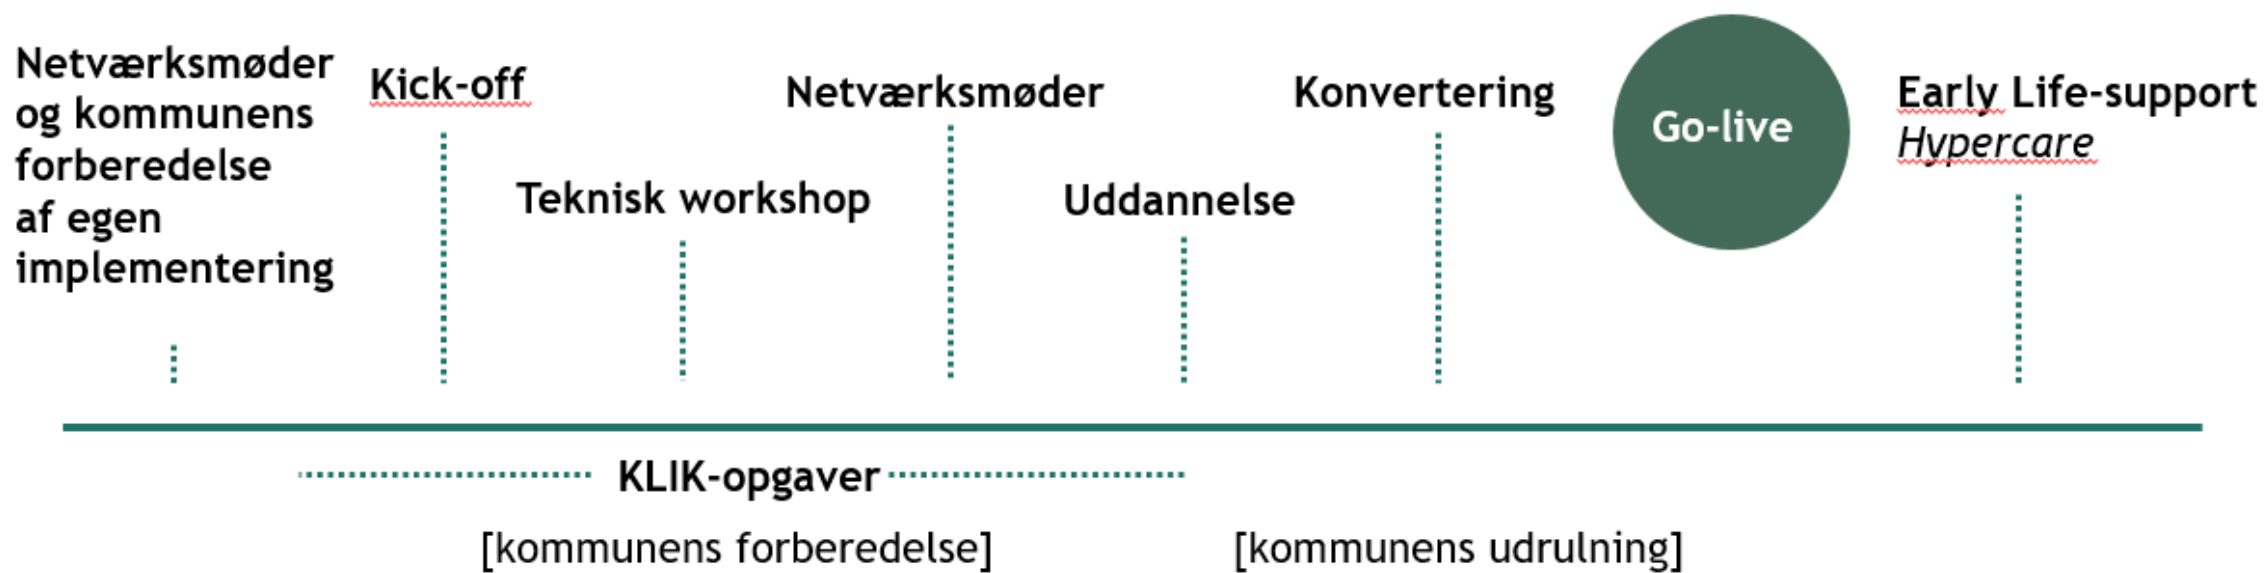 Netværksmøder
og kommunens
forberedelse
af egen
implementering
Kick-off
Teknisk workshop
Netværksmøder
Uddannelse
Konvertering
Go-live
Early Life-support
Hypercare
KLIK-opgaver
[kommunens forberedelse]
[kommunens udrulning]